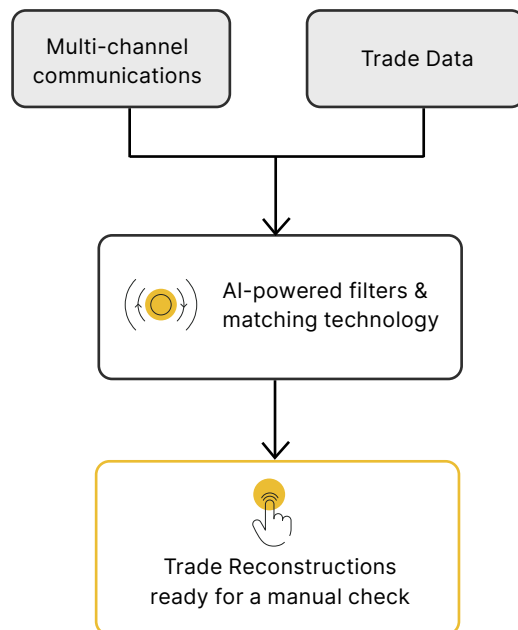 Multi-channel
communications
Trade Data
AI-powered filters &
matching technology
Trade Reconstructions
ready for a manual check